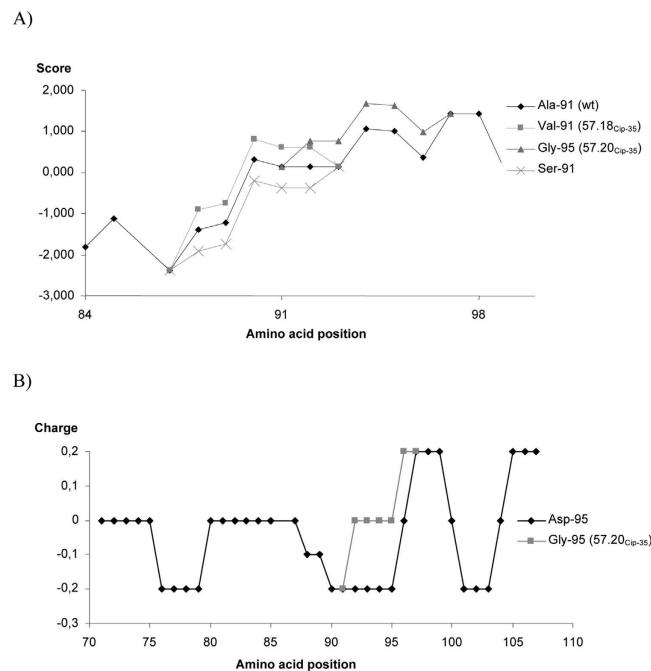 A)
Score
2,000
1,000
0,000
-1,000
-2,000
-3,000
84
91
98
Amino acid position
Ala-91 (wt)
Val-91 (57.18Cip-35)
Gly-95 (57.20Cip-35)
Ser-91
B)
Charge
0,2
0,1
0
-0,1
-0,2
-0,3
70 75 80 85 90 95 100 105 110
Amino acid position
Asp-95
Gly-95 (57.20Cip-35)